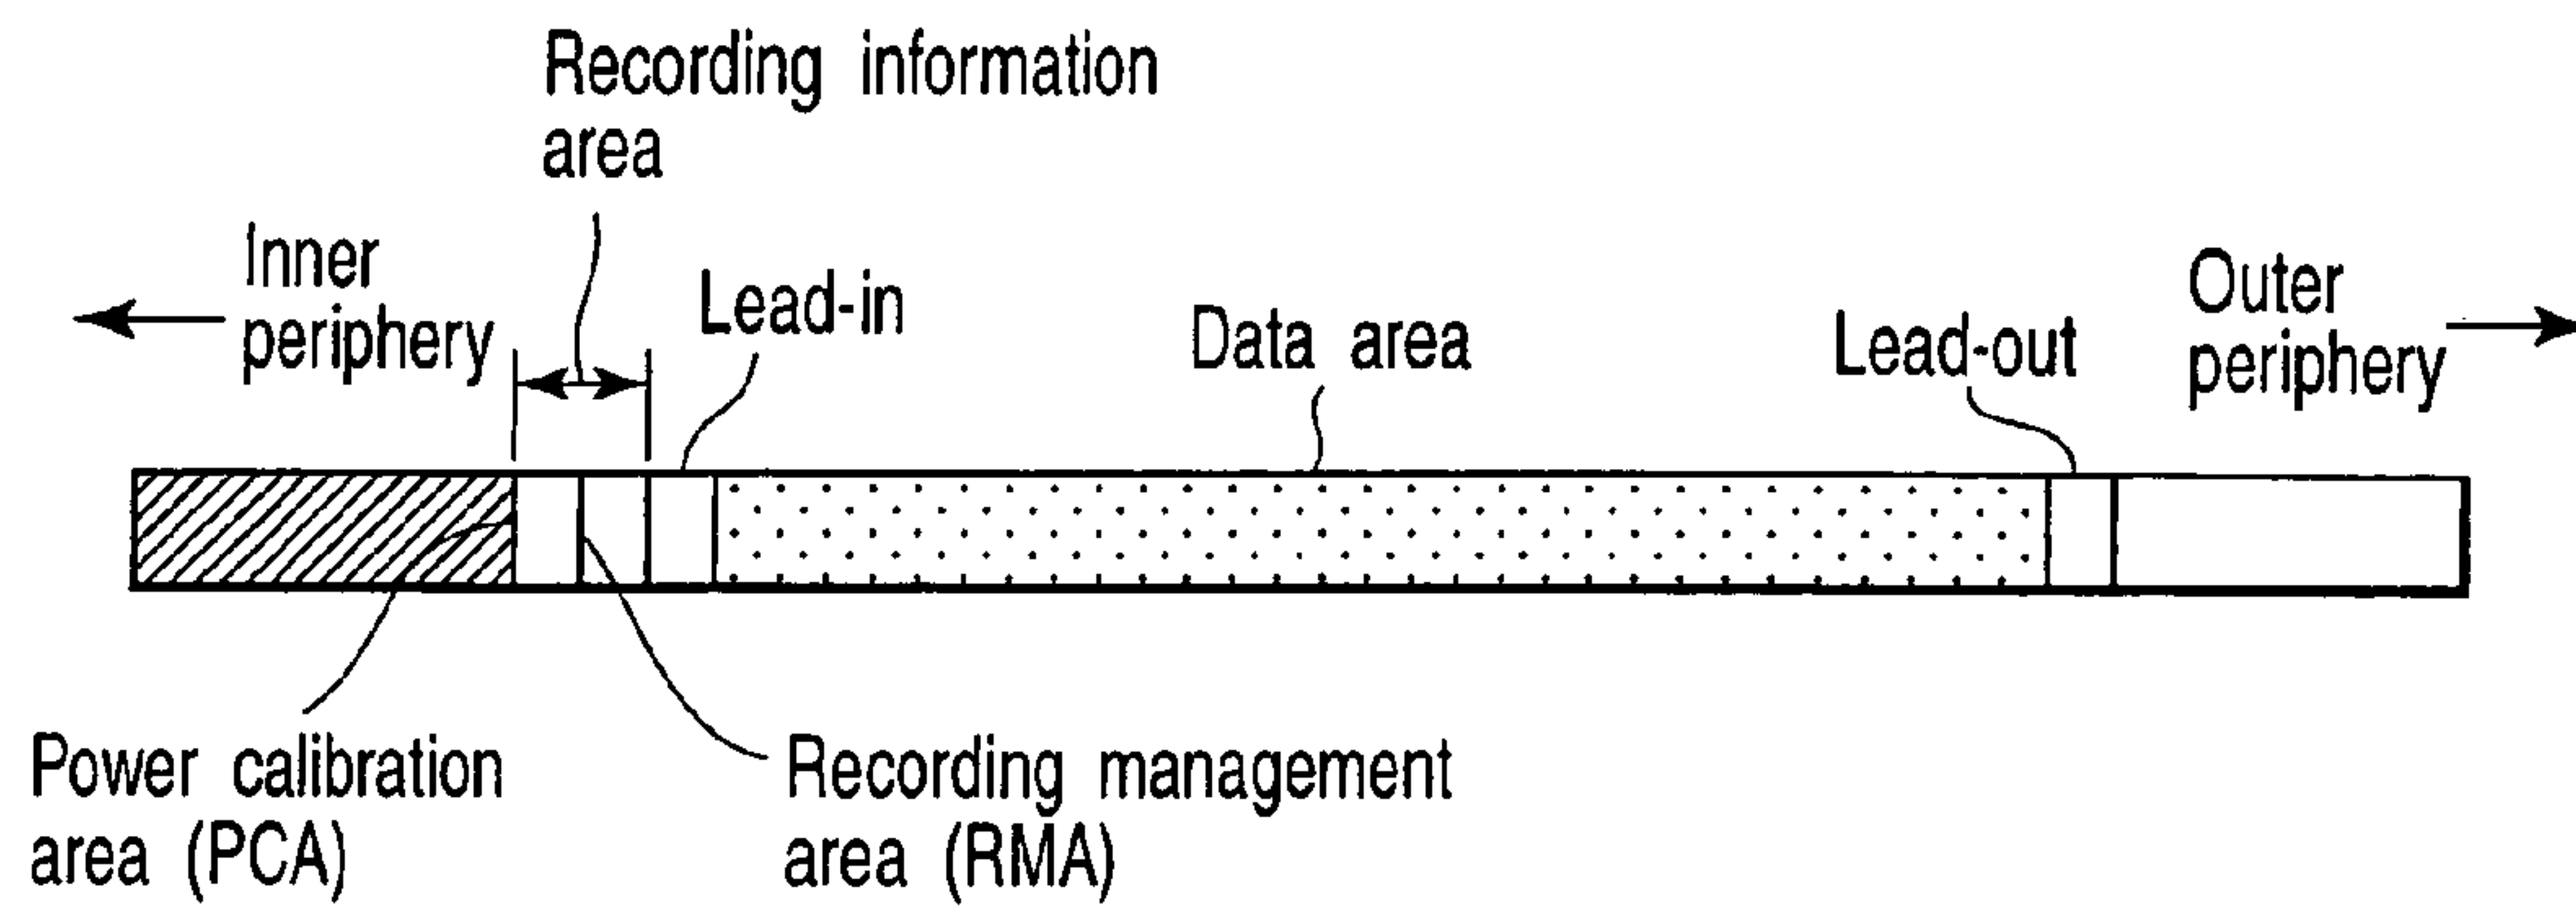 Recording information
area
Inner
periphery
Lead-in
Data area
Lead-out
Outer
periphery
Power calibration
area (PCA)
Recording management
area (RMA)